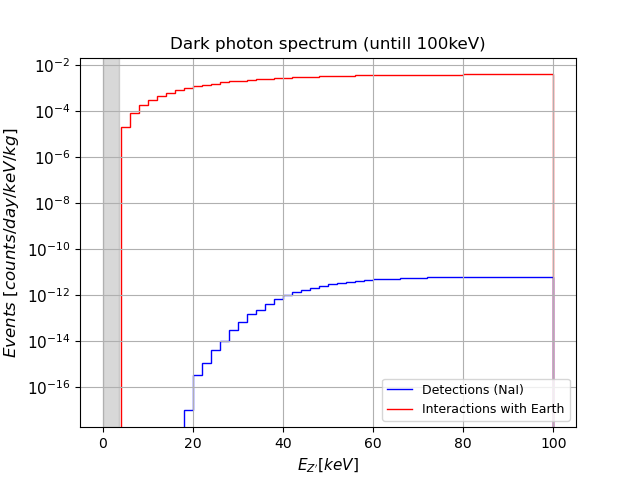 Dark photon spectrum (untill 100keV)
Events [counts/day/keV/kg]
10⁻²
10⁻⁴
10⁻⁶
10⁻⁸
10⁻¹⁰
10⁻¹²
10⁻¹⁴
10⁻¹⁶
Detections (NaI)
Interactions with Earth
0 20 40 60 80 100
E_{Z'}[keV]